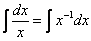 ∫ dx/x = ∫ x⁻¹dx